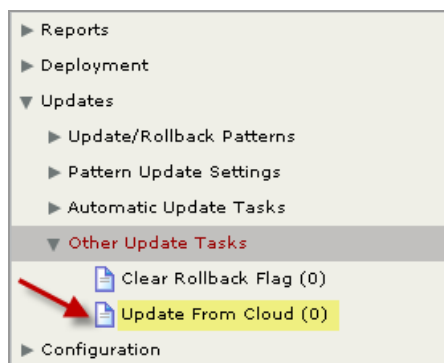 Reports
Deployment
Updates
Update/Rollback Patterns
Pattern Update Settings
Automatic Update Tasks
Other Update Tasks
Clear Rollback Flag (0)
Update From Cloud (0)
Configuration